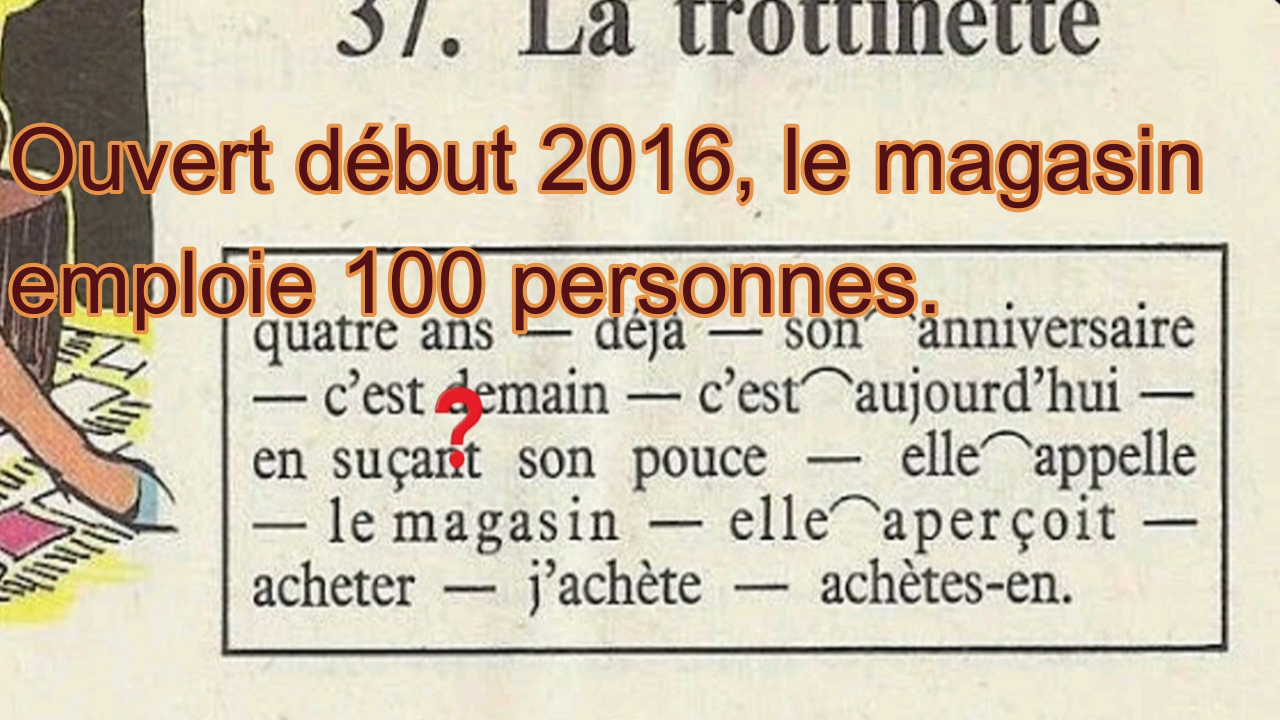 37. La trottinette
Ouvert début 2016, le magasin
emploie 100 personnes.
quatre ans — déjà — son anniversaire
— c'est demain — c'est aujourd'hui —
?
en suçant son pouce — elle appelle
— le magasin — elle aperçoit —
acheter — j'achète — achètes-en.